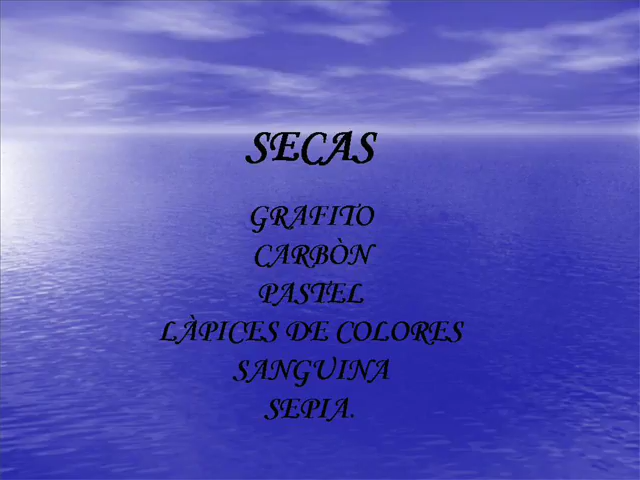 SECAS
GRAFITO
CARBÒN
PASTEL
LÀPICES DE COLORES
SANGUINA
SEPIA.